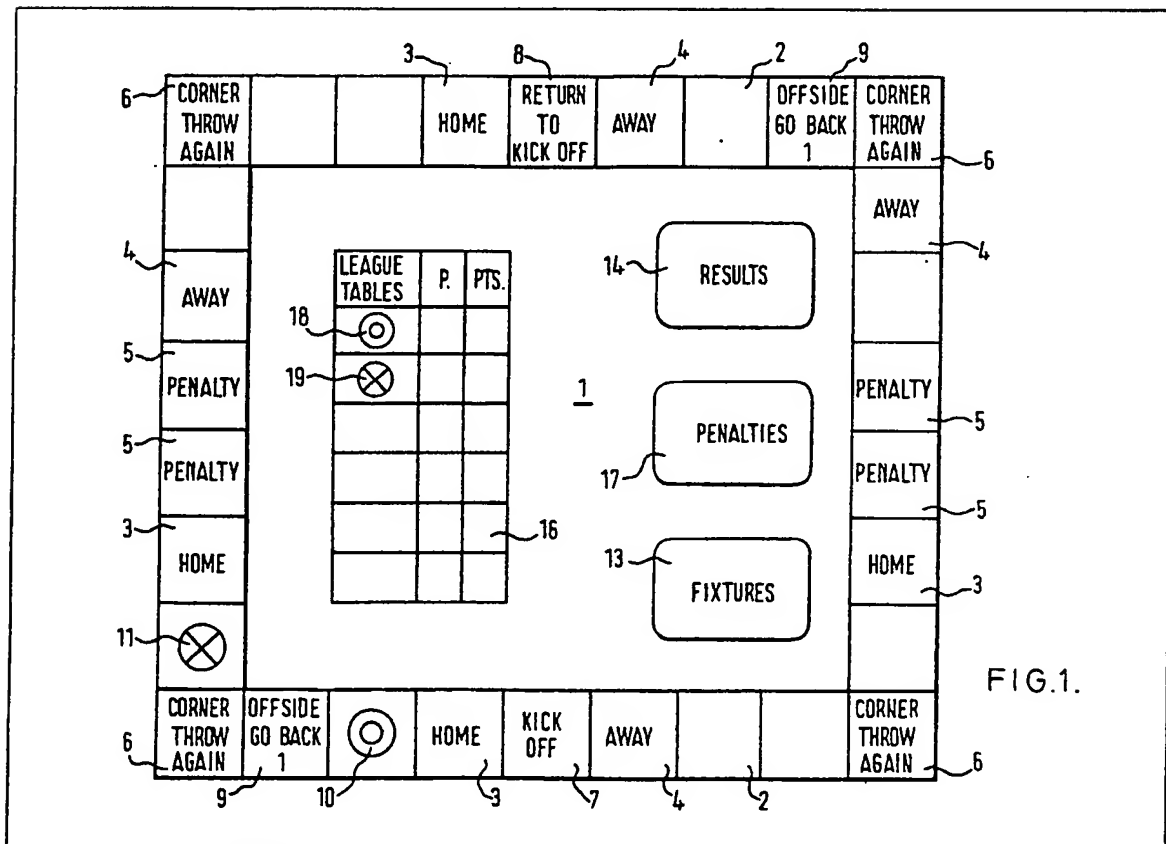 3 8 4 2 9
6 CORNER THROW AGAIN HOME RETURN TO KICK OFF AWAY OFFSIDE GO BACK 1 CORNER THROW AGAIN 6
AWAY 4
4 AWAY
LEAGUE TABLES P. PTS.
14 RESULTS
18
5 PENALTY
19
1
PENALTY 5
5 PENALTY
PENALTIES
17
PENALTY 5
3 HOME
16
13 FIXTURES
HOME 3
11
FIG.1.
6 CORNER THROW AGAIN OFFSIDE GO BACK 1 HOME KICK OFF AWAY CORNER THROW AGAIN 6
9 10 3 7 4 2